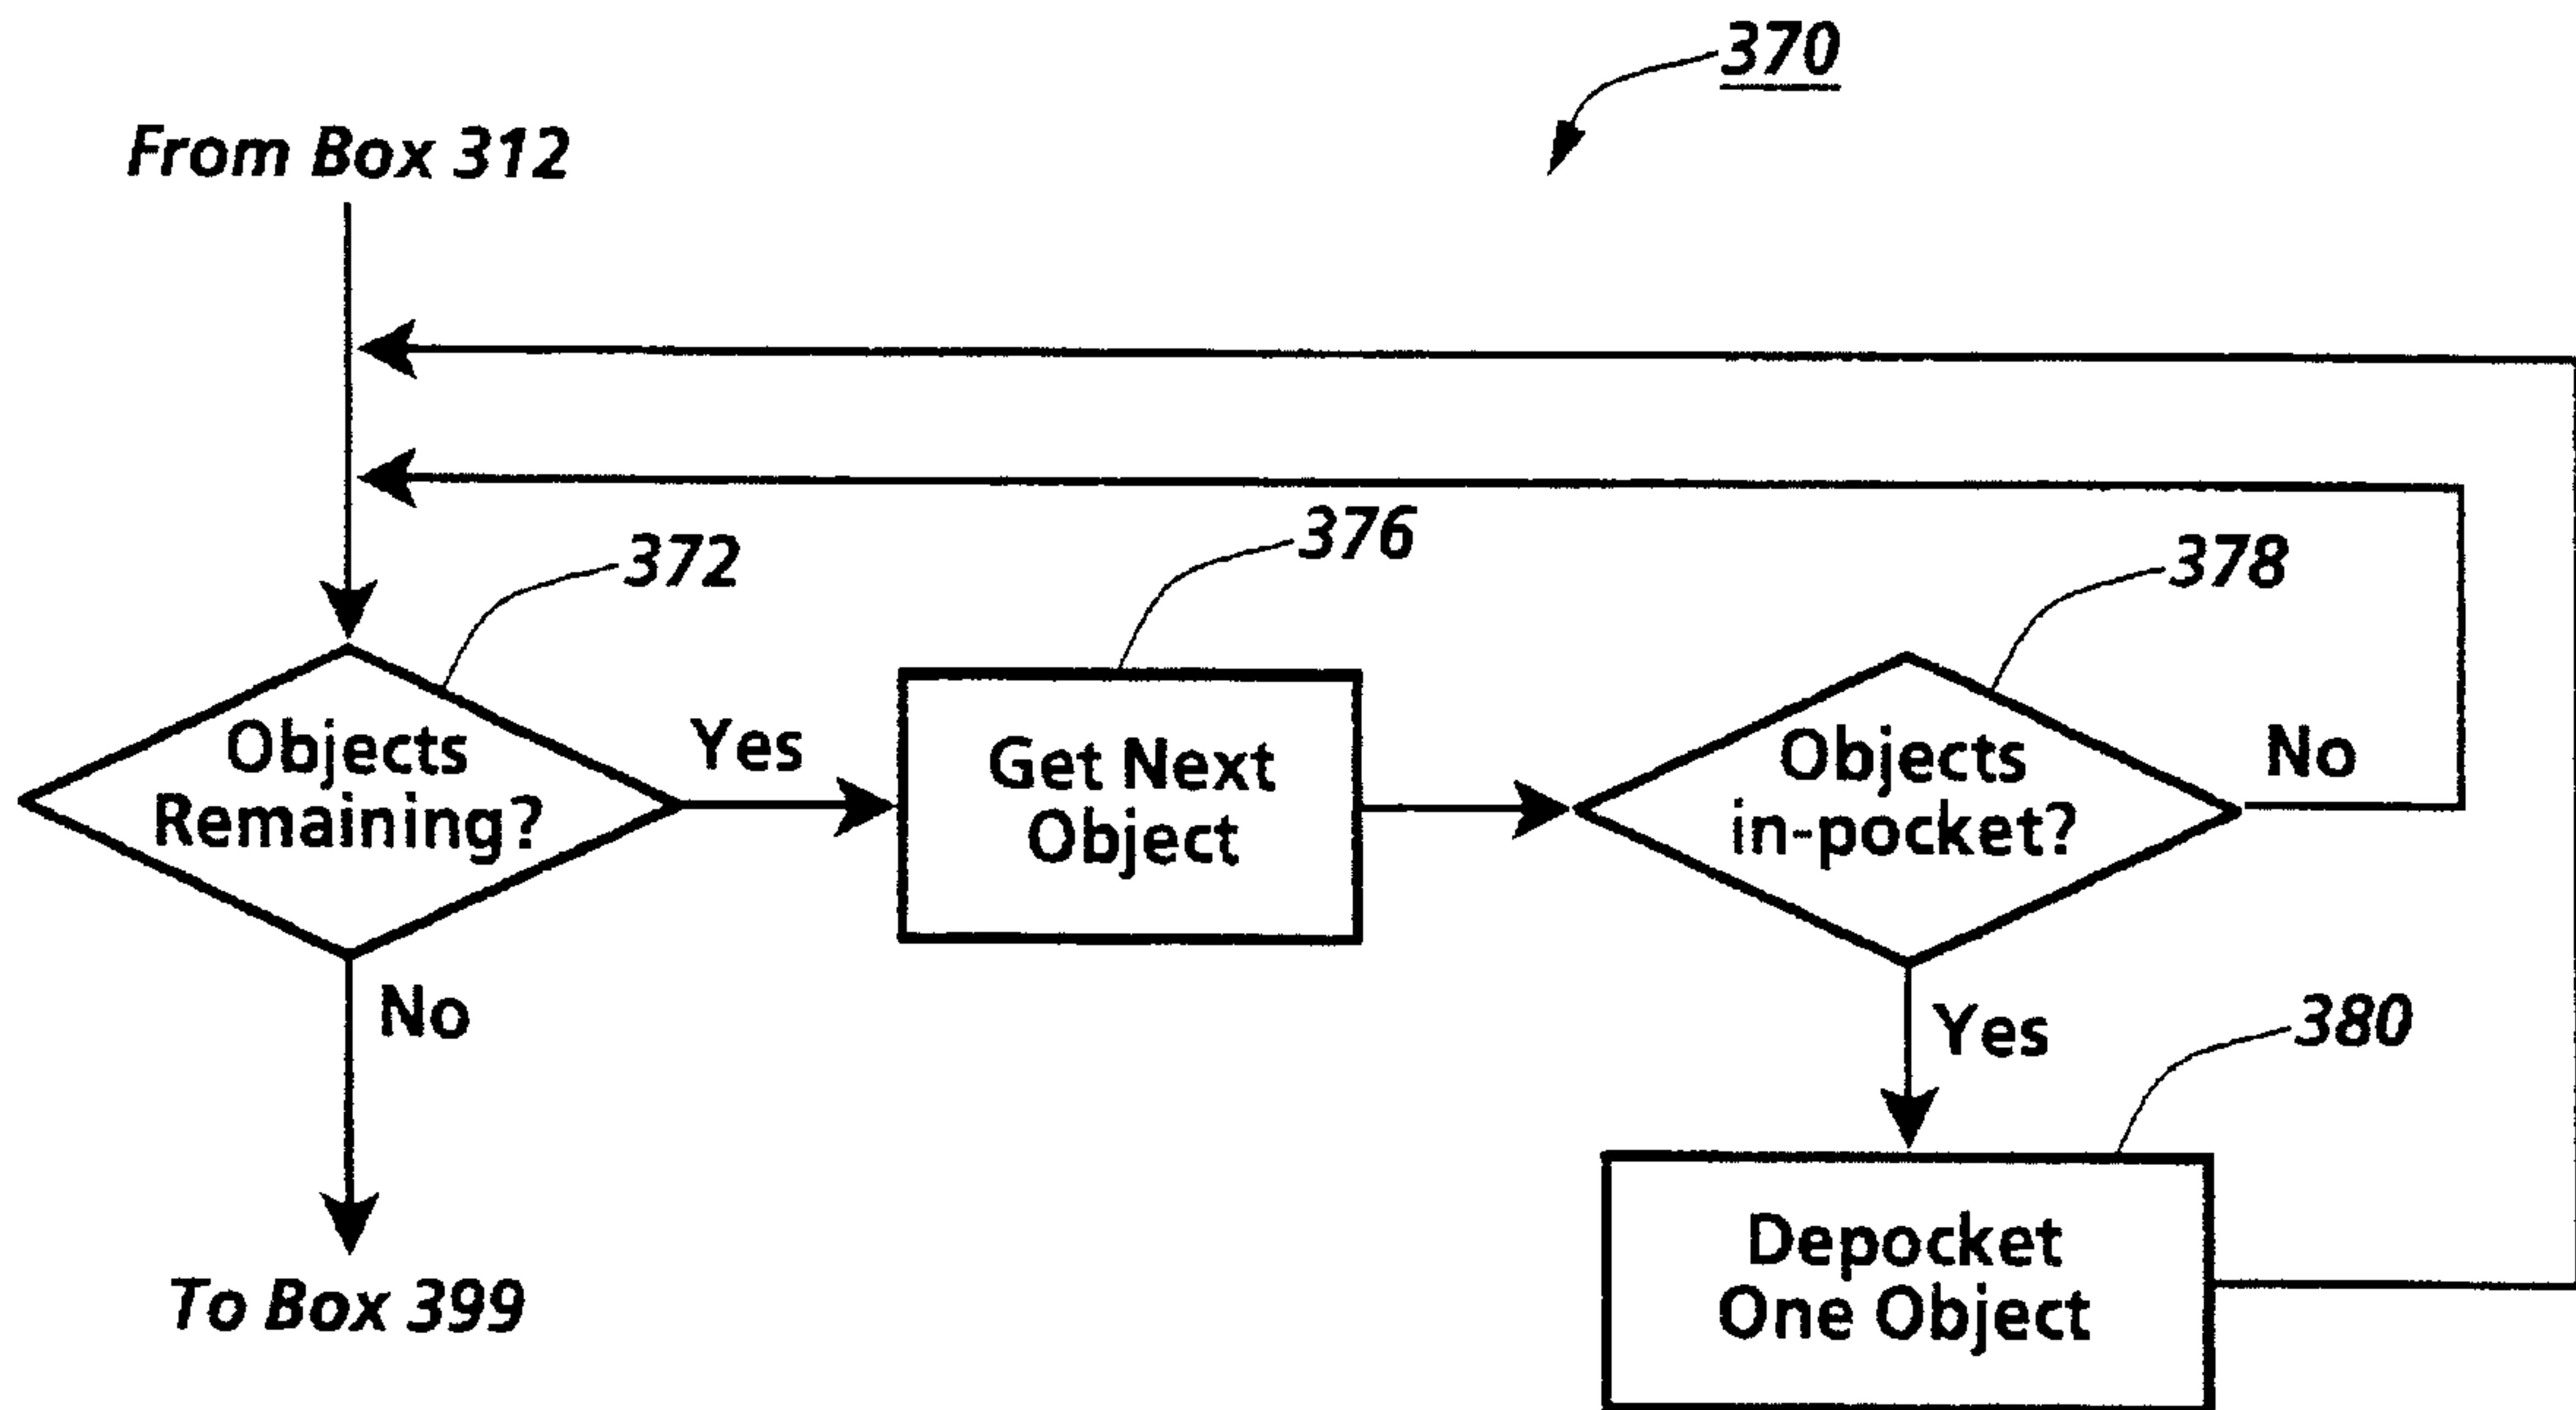 370
From Box 312
372
376
378
Objects
Remaining?
Yes
Get Next
Object
Objects
in-pocket?
No
No
Yes
380
Depocket
One Object
To Box 399